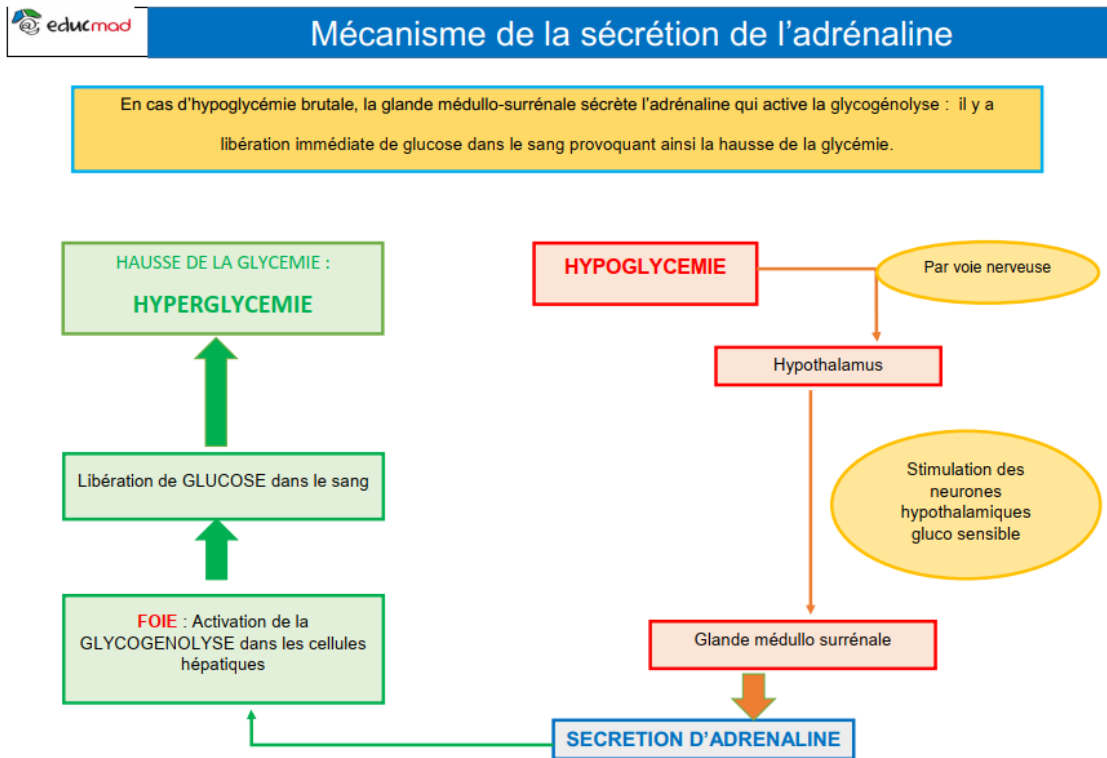 educmad
Mécanisme de la sécrétion de l'adrénaline
En cas d'hypoglycémie brutale, la glande médullo-surrénale sécrète l'adrénaline qui active la glycogénolyse : il y a
libération immédiate de glucose dans le sang provoquant ainsi la hausse de la glycémie.
HAUSSE DE LA GLYCEMIE :
HYPERGLYCEMIE
HYPOGLYCEMIE
Par voie nerveuse
Hypothalamus
Libération de GLUCOSE dans le sang
Stimulation des
neurones
hypothalamiques
gluco sensible
FOIE : Activation de la
GLYCOGENOLYSE dans les cellules
hépatiques
Glande médullo surrénale
SECRETION D'ADRENALINE